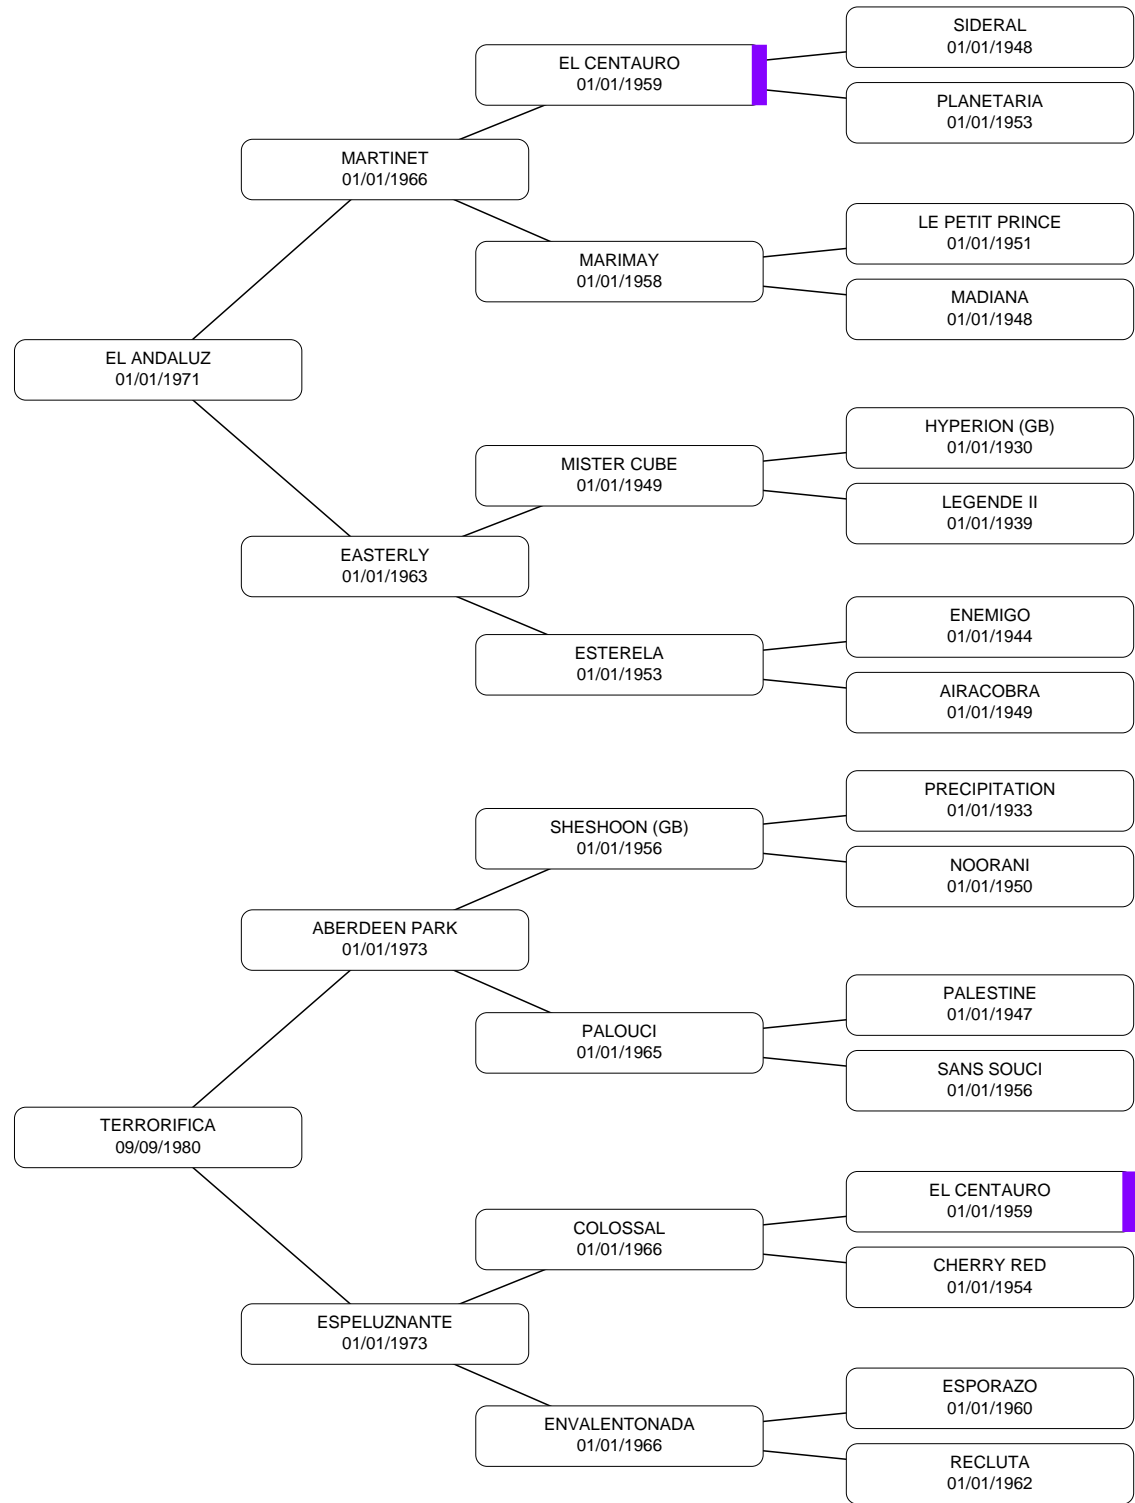 SIDERAL
01/01/1948
EL CENTAURO
01/01/1959
PLANETARIA
01/01/1953
MARTINET
01/01/1966
LE PETIT PRINCE
01/01/1951
MARIMAY
01/01/1958
MADIANA
01/01/1948
EL ANDALUZ
01/01/1971
HYPERION (GB)
01/01/1930
MISTER CUBE
01/01/1949
LEGENDE II
01/01/1939
EASTERLY
01/01/1963
ENEMIGO
01/01/1944
ESTERELA
01/01/1953
AIRACOBRA
01/01/1949
PRECIPITATION
01/01/1933
SHESHOON (GB)
01/01/1956
NOORANI
01/01/1950
ABERDEEN PARK
01/01/1973
PALESTINE
01/01/1947
PALOUCI
01/01/1965
SANS SOUCI
01/01/1956
TERRORIFICA
09/09/1980
EL CENTAURO
01/01/1959
COLOSSAL
01/01/1966
CHERRY RED
01/01/1954
ESPELUZNANTE
01/01/1973
ESPORAZO
01/01/1960
ENVALENTONADA
01/01/1966
RECLUTA
01/01/1962